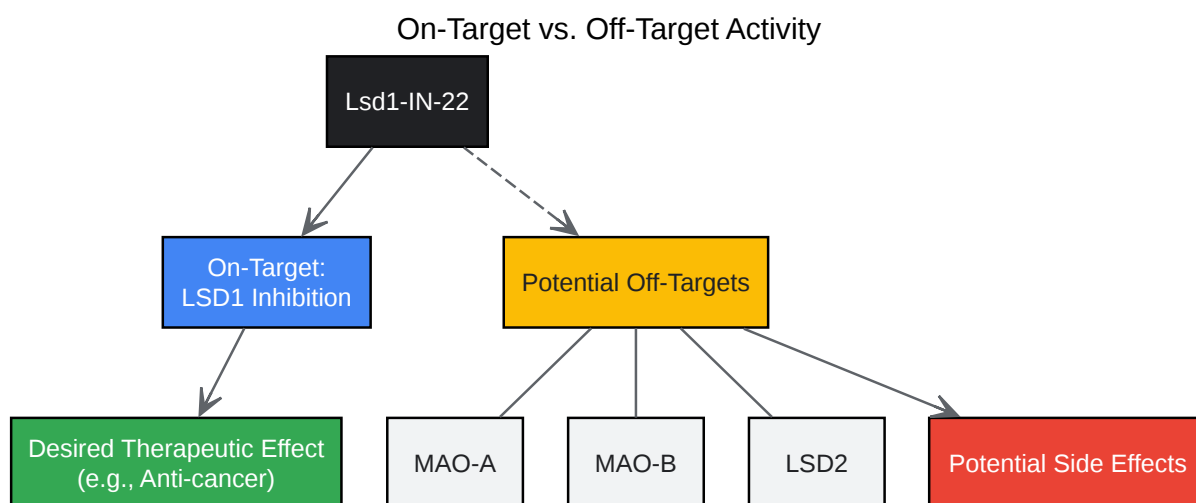 On-Target vs. Off-Target Activity
Lsd1-IN-22
On-Target:
LSD1 Inhibition
Potential Off-Targets
Desired Therapeutic Effect
(e.g., Anti-cancer)
MAO-A
MAO-B
LSD2
Potential Side Effects